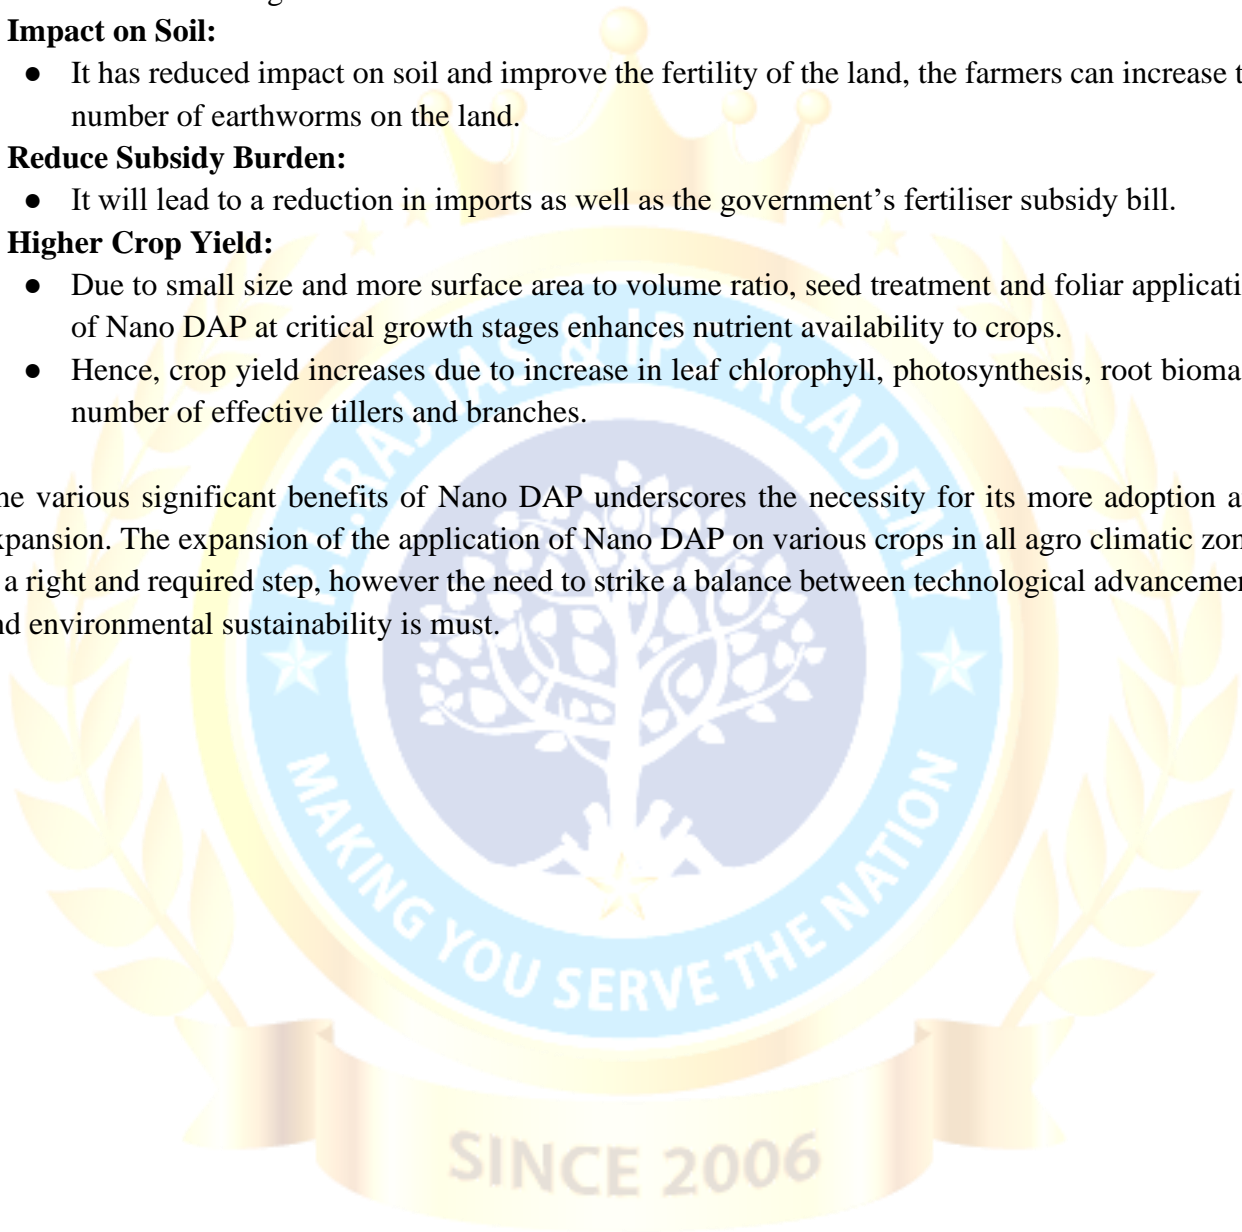 Impact on Soil:
● It has reduced impact on soil and improve the fertility of the land, the farmers can increase t
number of earthworms on the land.
Reduce Subsidy Burden:
● It will lead to a reduction in imports as well as the government's fertiliser subsidy bill.
Higher Crop Yield:
● Due to small size and more surface area to volume ratio, seed treatment and foliar applicati
of Nano DAP at critical growth stages enhances nutrient availability to crops.
● Hence, crop yield increases due to increase in leaf chlorophyll, photosynthesis, root bioma
number of effective tillers and branches.
he various significant benefits of Nano DAP underscores the necessity for its more adoption a
xpansion. The expansion of the application of Nano DAP on various crops in all agro climatic zon
a right and required step, however the need to strike a balance between technological advancemen
nd environmental sustainability is must.
RAJ IAS & IPS ACADEMY
MAKING YOU SERVE THE NATION
SINCE 2006